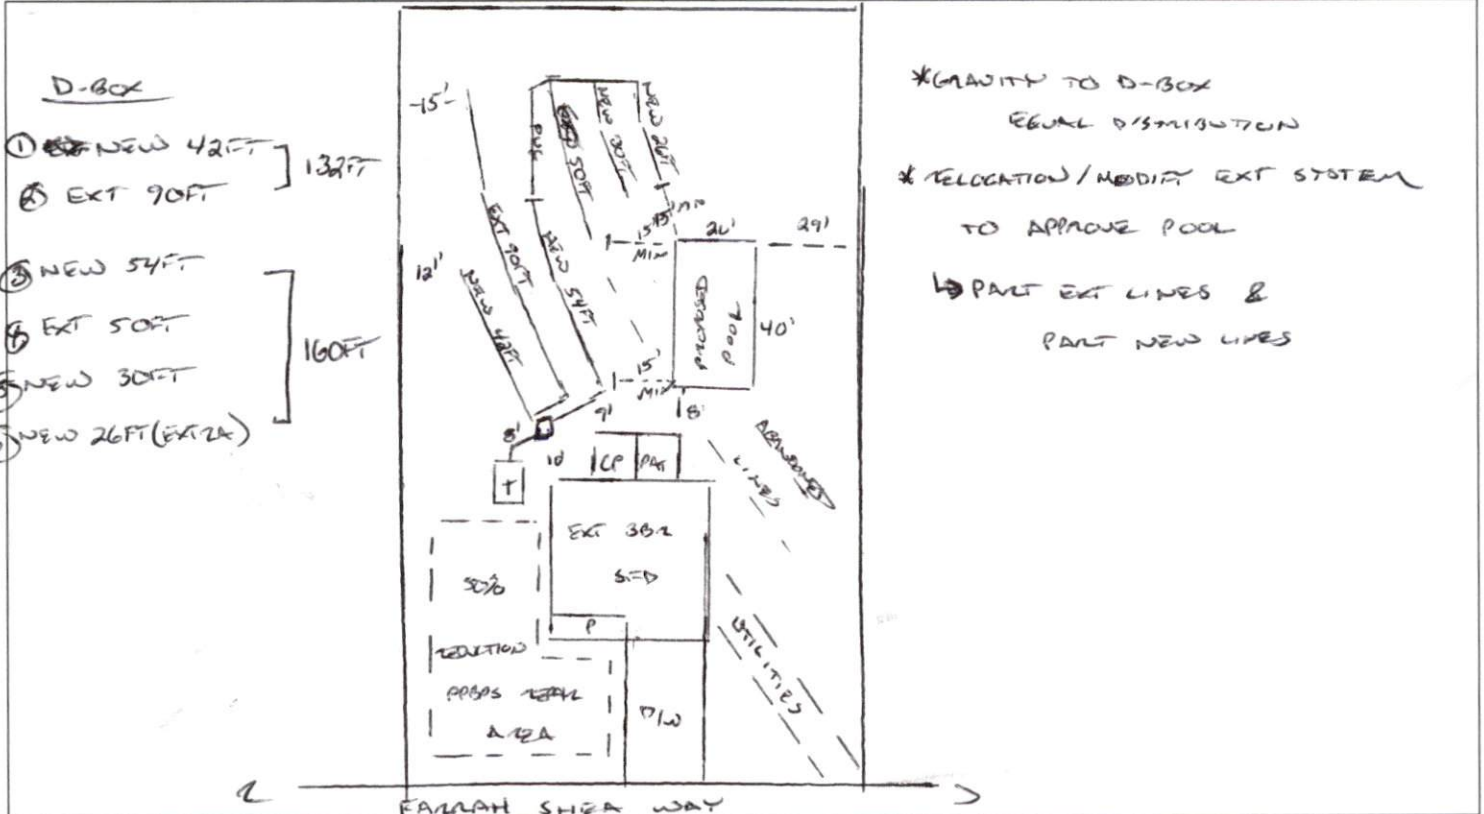 D-BOX
① NEW 42FT
② EXT 90FT
132FT
③ NEW 54FT
④ EXT 50FT
NEW 30FT
NEW 26FT (EXTRA)
160FT
15'
12'
PVC
50FT
NEW 30FT
NEW 26FT
EXT 90FT
NEW 54FT
NEW 42FT
15'
MIN
15'
MIN
29'
PROPOSED
POOL
40'
15'
MIN
8'
9'
8'
10
T
CP
PAT
EXT 3BR
SFD
P
D/W
50%
REDUCTION
PPBPS REPAIR
AREA
ABANDONED
LINES
UTILITIES
FARRAH SHEA WAY
*GRAVITY TO D-BOX
EQUAL DISTRIBUTION
* RELOCATION/MODIFY EXT SYSTEM
TO APPROVE POOL
↳ PART EXT LINES &
PART NEW LINES